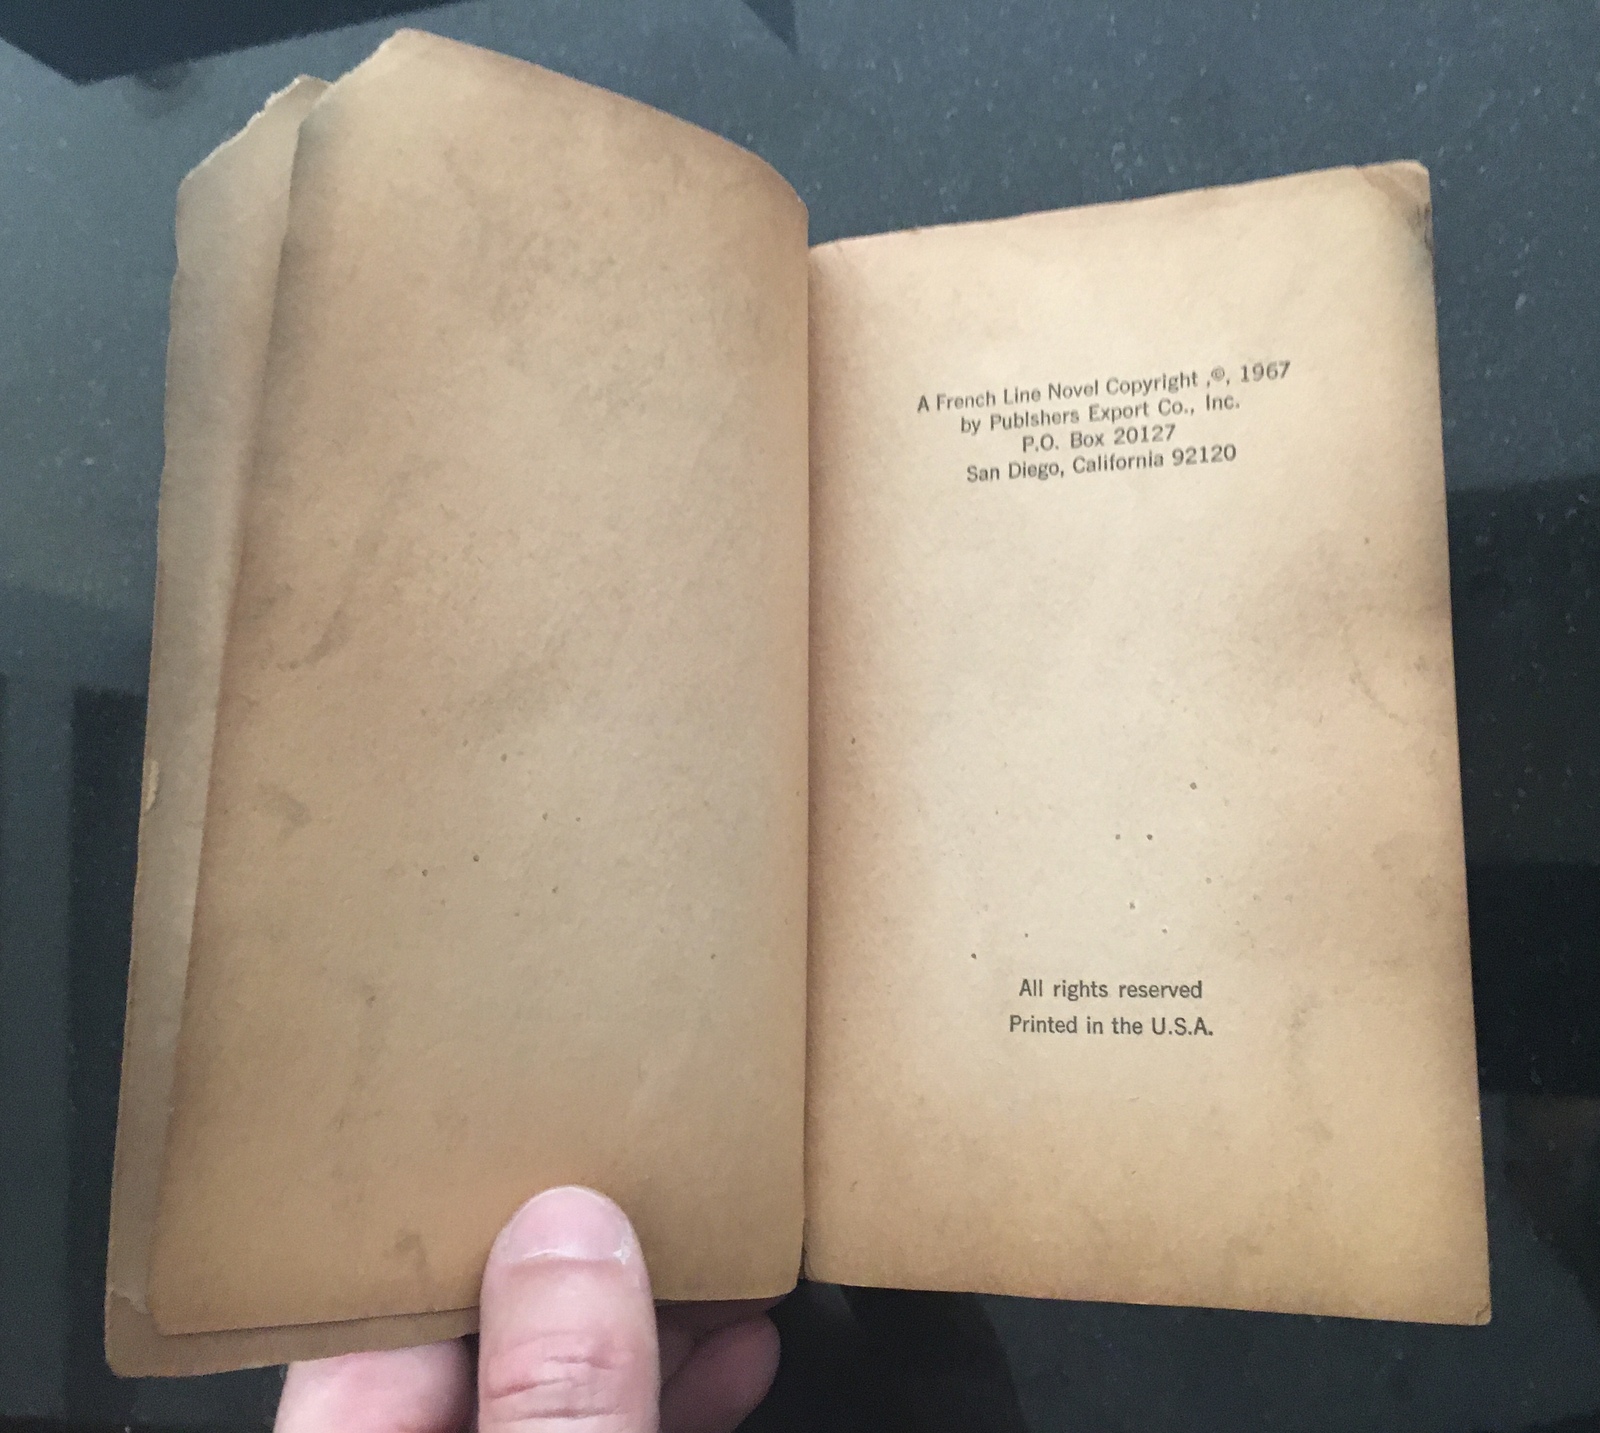 A French Line Novel Copyright ,©, 1967
by Publshers Export Co., Inc.
P.O. Box 20127
San Diego, California 92120
All rights reserved
Printed in the U.S.A.